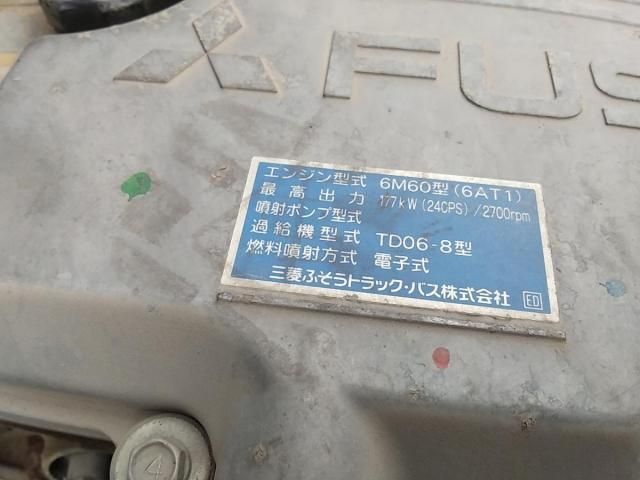 FUS
エンジン型式 6M60型(6AT1)
最高出力 177kW(240PS)/2700rpm
噴射ポンプ型式
過給機型式 TD06-8型
燃料噴射方式 電子式
三菱ふそうトラック・バス株式会社 ED
4